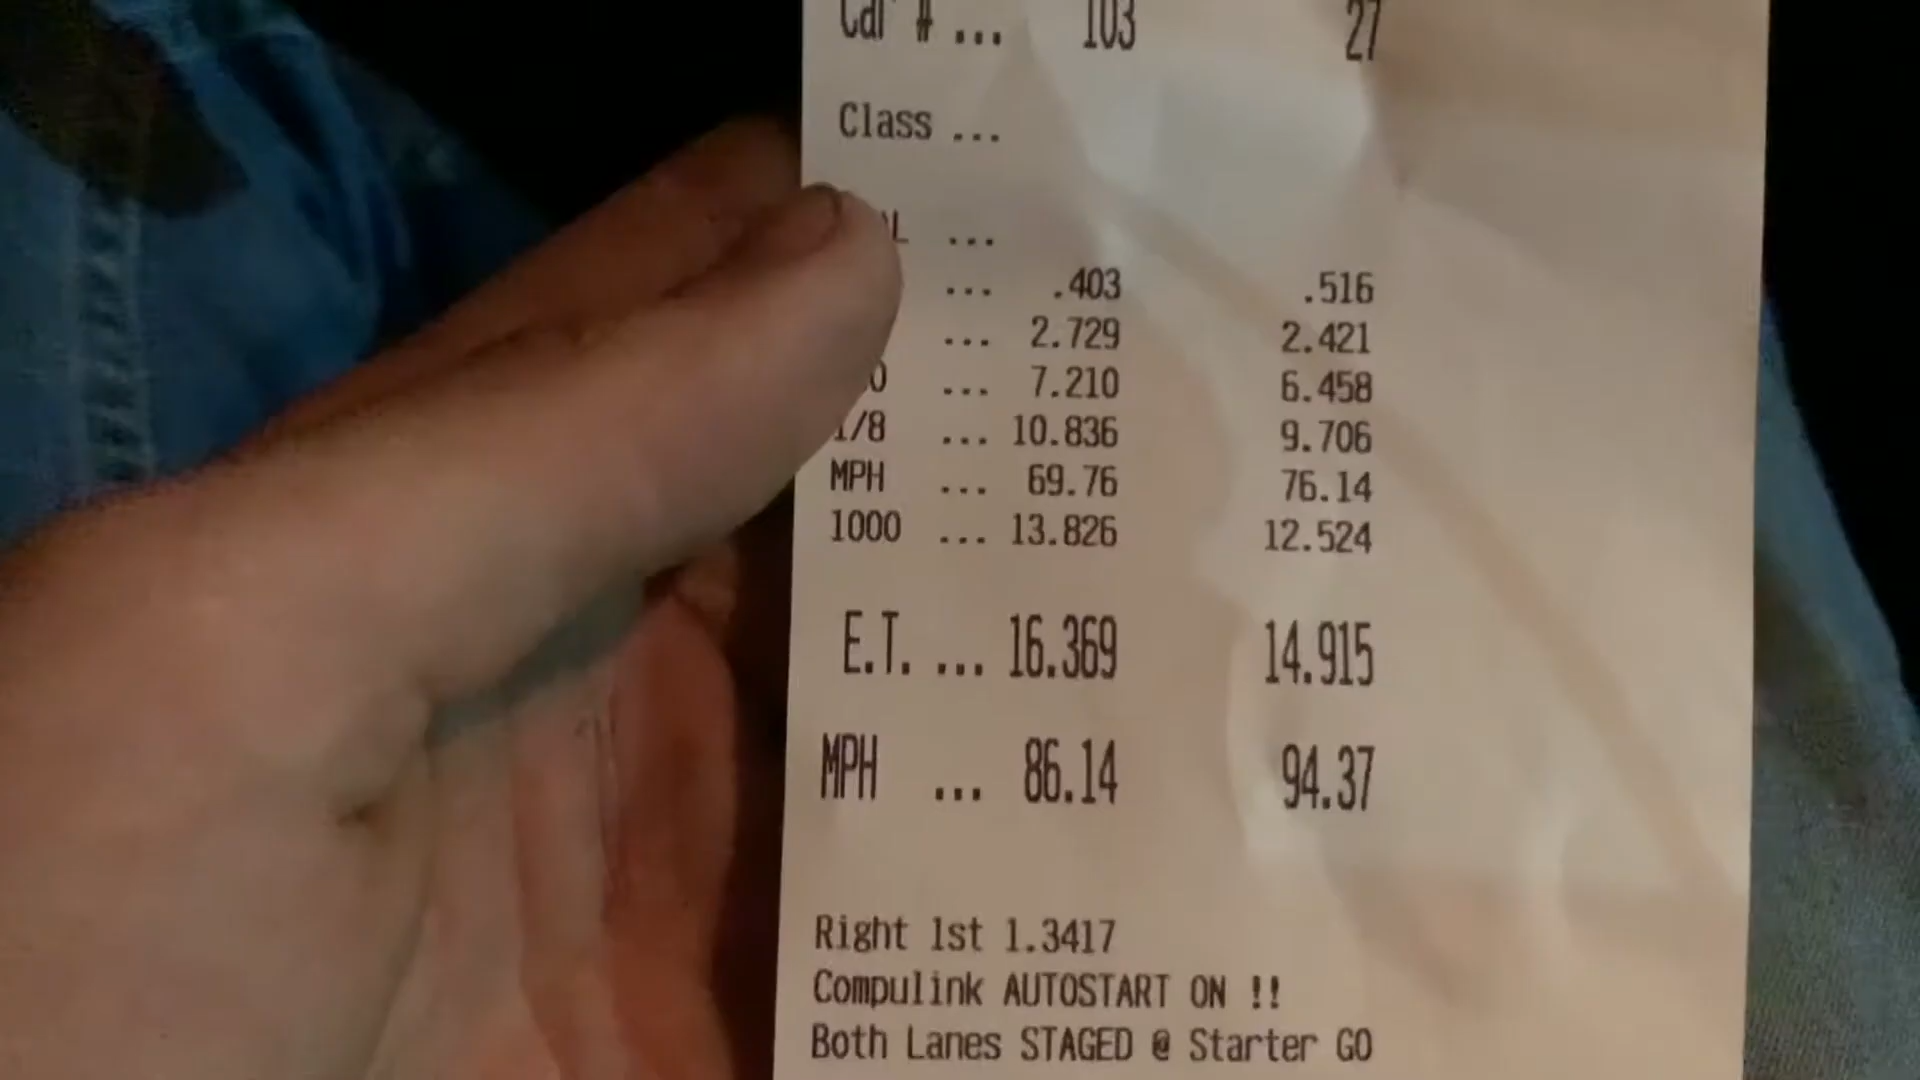 Car # ... 103 27
Class ...
L ...
... .403 .516
... 2.729 2.421
0 ... 7.210 6.458
1/8 ... 10.836 9.706
MPH ... 69.76 76.14
1000 ... 13.826 12.524
E.T. ... 16.369 14.915
MPH ... 86.14 94.37
Right 1st 1.3417
Compulink AUTOSTART ON !!
Both Lanes STAGED @ Starter GO